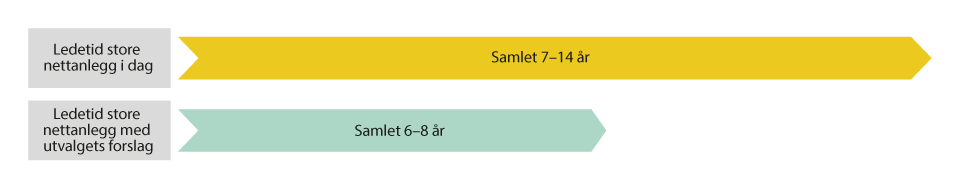 Ledetid store
nettanlegg i dag
Samlet 7–14 år
Ledetid store
nettanlegg med
utvalgets forslag
Samlet 6–8 år